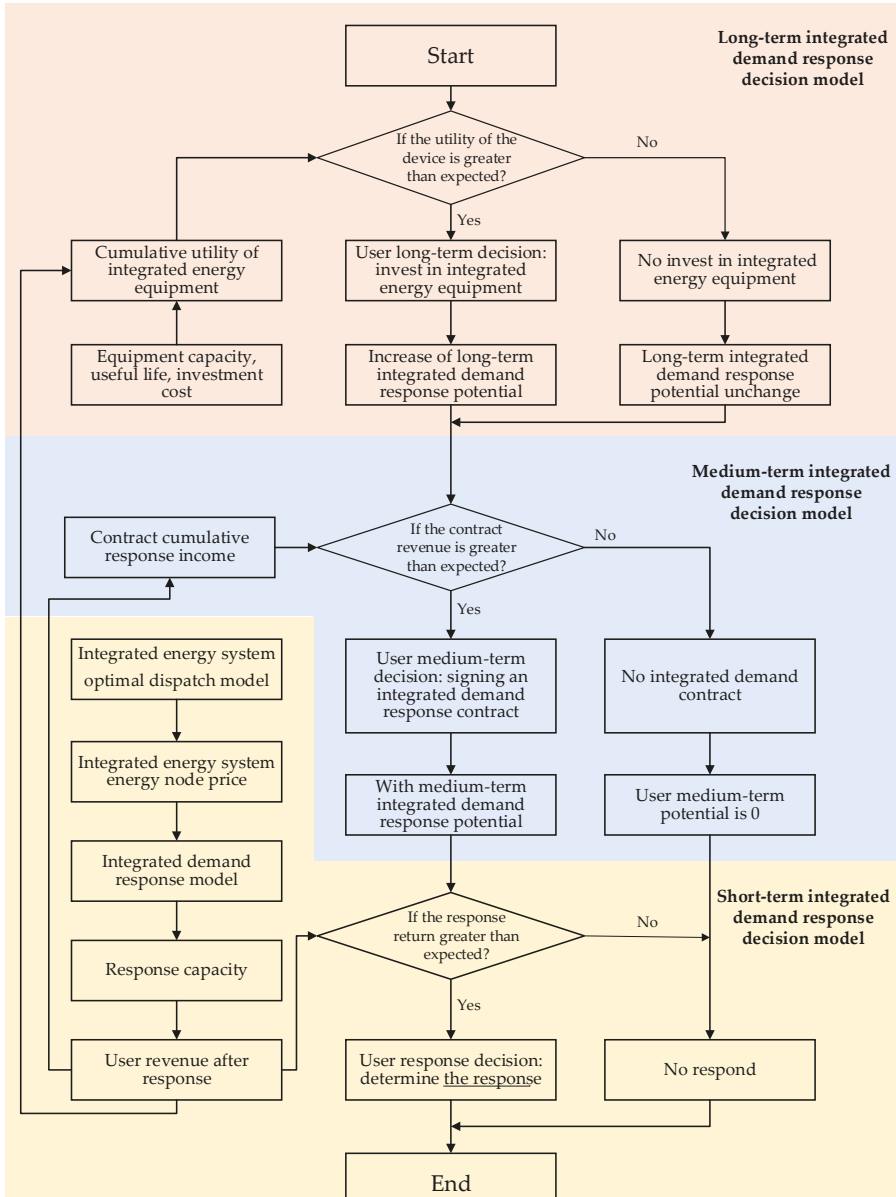 Start
Long-term integrated
demand response
decision model
If the utility of the
device is greater
than expected?
No
Yes
Cumulative utility of
integrated energy
equipment
User long-term decision:
invest in integrated
energy equipment
No invest in integrated
energy equipment
Equipment capacity,
useful life, investment
cost
Increase of long-term
integrated demand
response potential
Long-term integrated
demand response
potential unchange
Medium-term integrated
demand response
decision model
Contract cumulative
response income
If the contract
revenue is greater
than expected?
No
Yes
Integrated energy system
optimal dispatch model
User medium-term
decision: signing an
integrated demand
response contract
No integrated demand
contract
Integrated energy system
energy node price
With medium-term
integrated demand
response potential
User medium-term
potential is 0
Integrated demand
response model
Short-term integrated
demand response
decision model
If the response
return greater than
expected?
No
Yes
Response capacity
User revenue after
response
User response decision:
determine the response
No respond
End